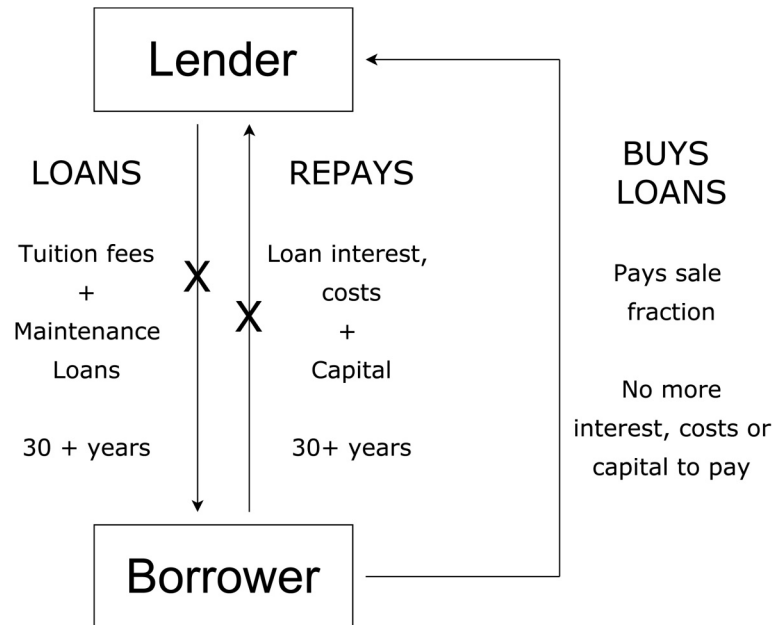 Lender
LOANS
Tuition fees
+
Maintenance
Loans
30 + years
X
X
REPAYS
Loan interest,
costs
+
Capital
30+ years
BUYS
LOANS
Pays sale
fraction
No more
interest, costs or
capital to pay
Borrower